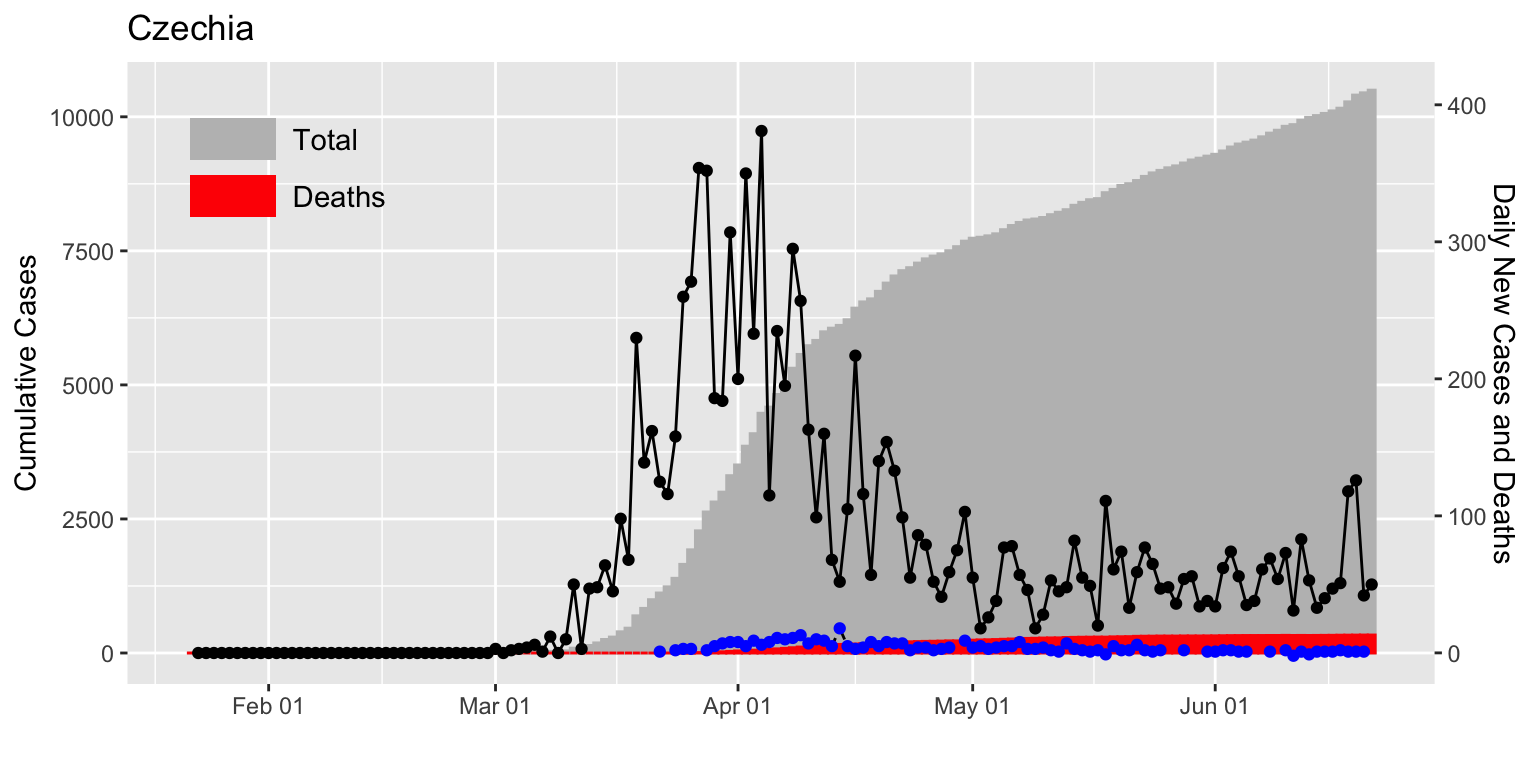 Czechia
Total
Deaths
Cumulative Cases
10000
7500
5000
2500
0
Daily New Cases and Deaths
400
300
200
100
0
Feb 01
Mar 01
Apr 01
May 01
Jun 01